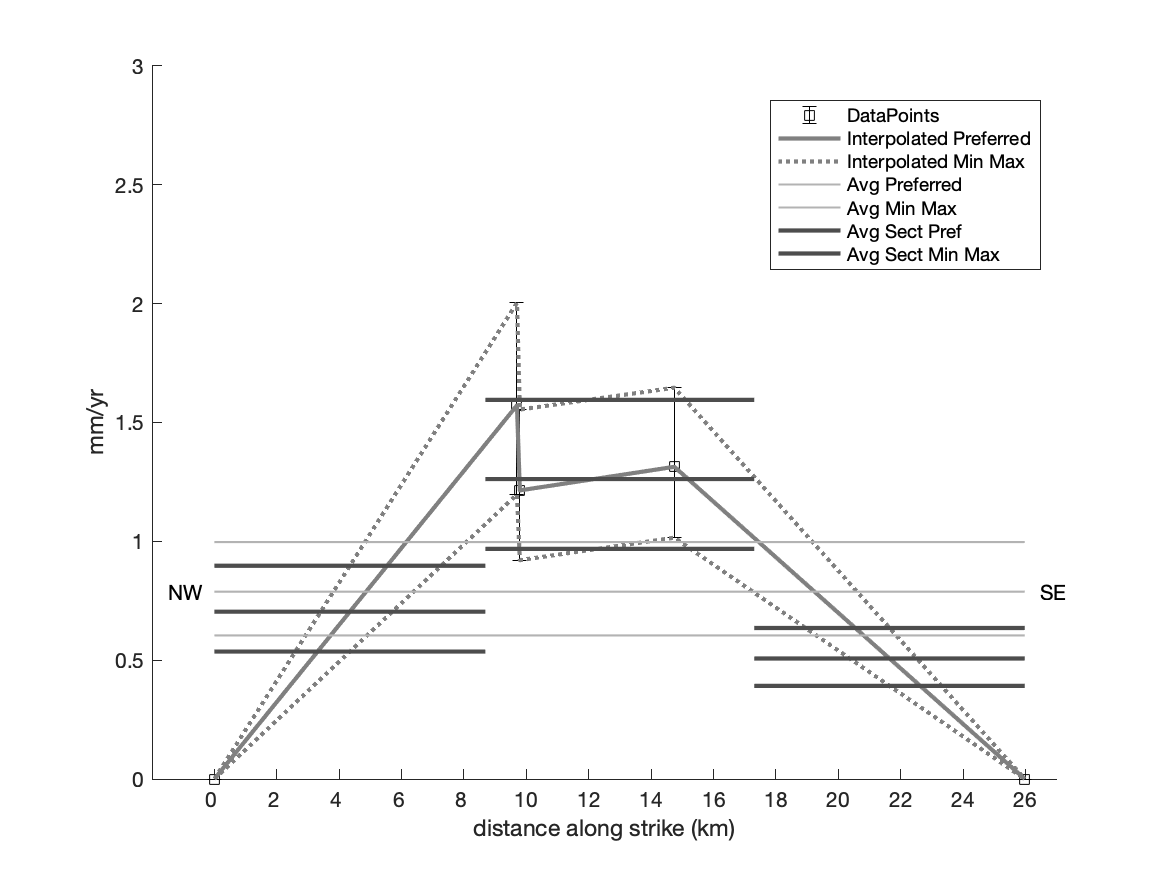 3
2.5
2
1.5
1
0.5
0
mm/yr
DataPoints
Interpolated Preferred
Interpolated Min Max
Avg Preferred
Avg Min Max
Avg Sect Pref
Avg Sect Min Max
NW
SE
0 2 4 6 8 10 12 14 16 18 20 22 24 26
distance along strike (km)